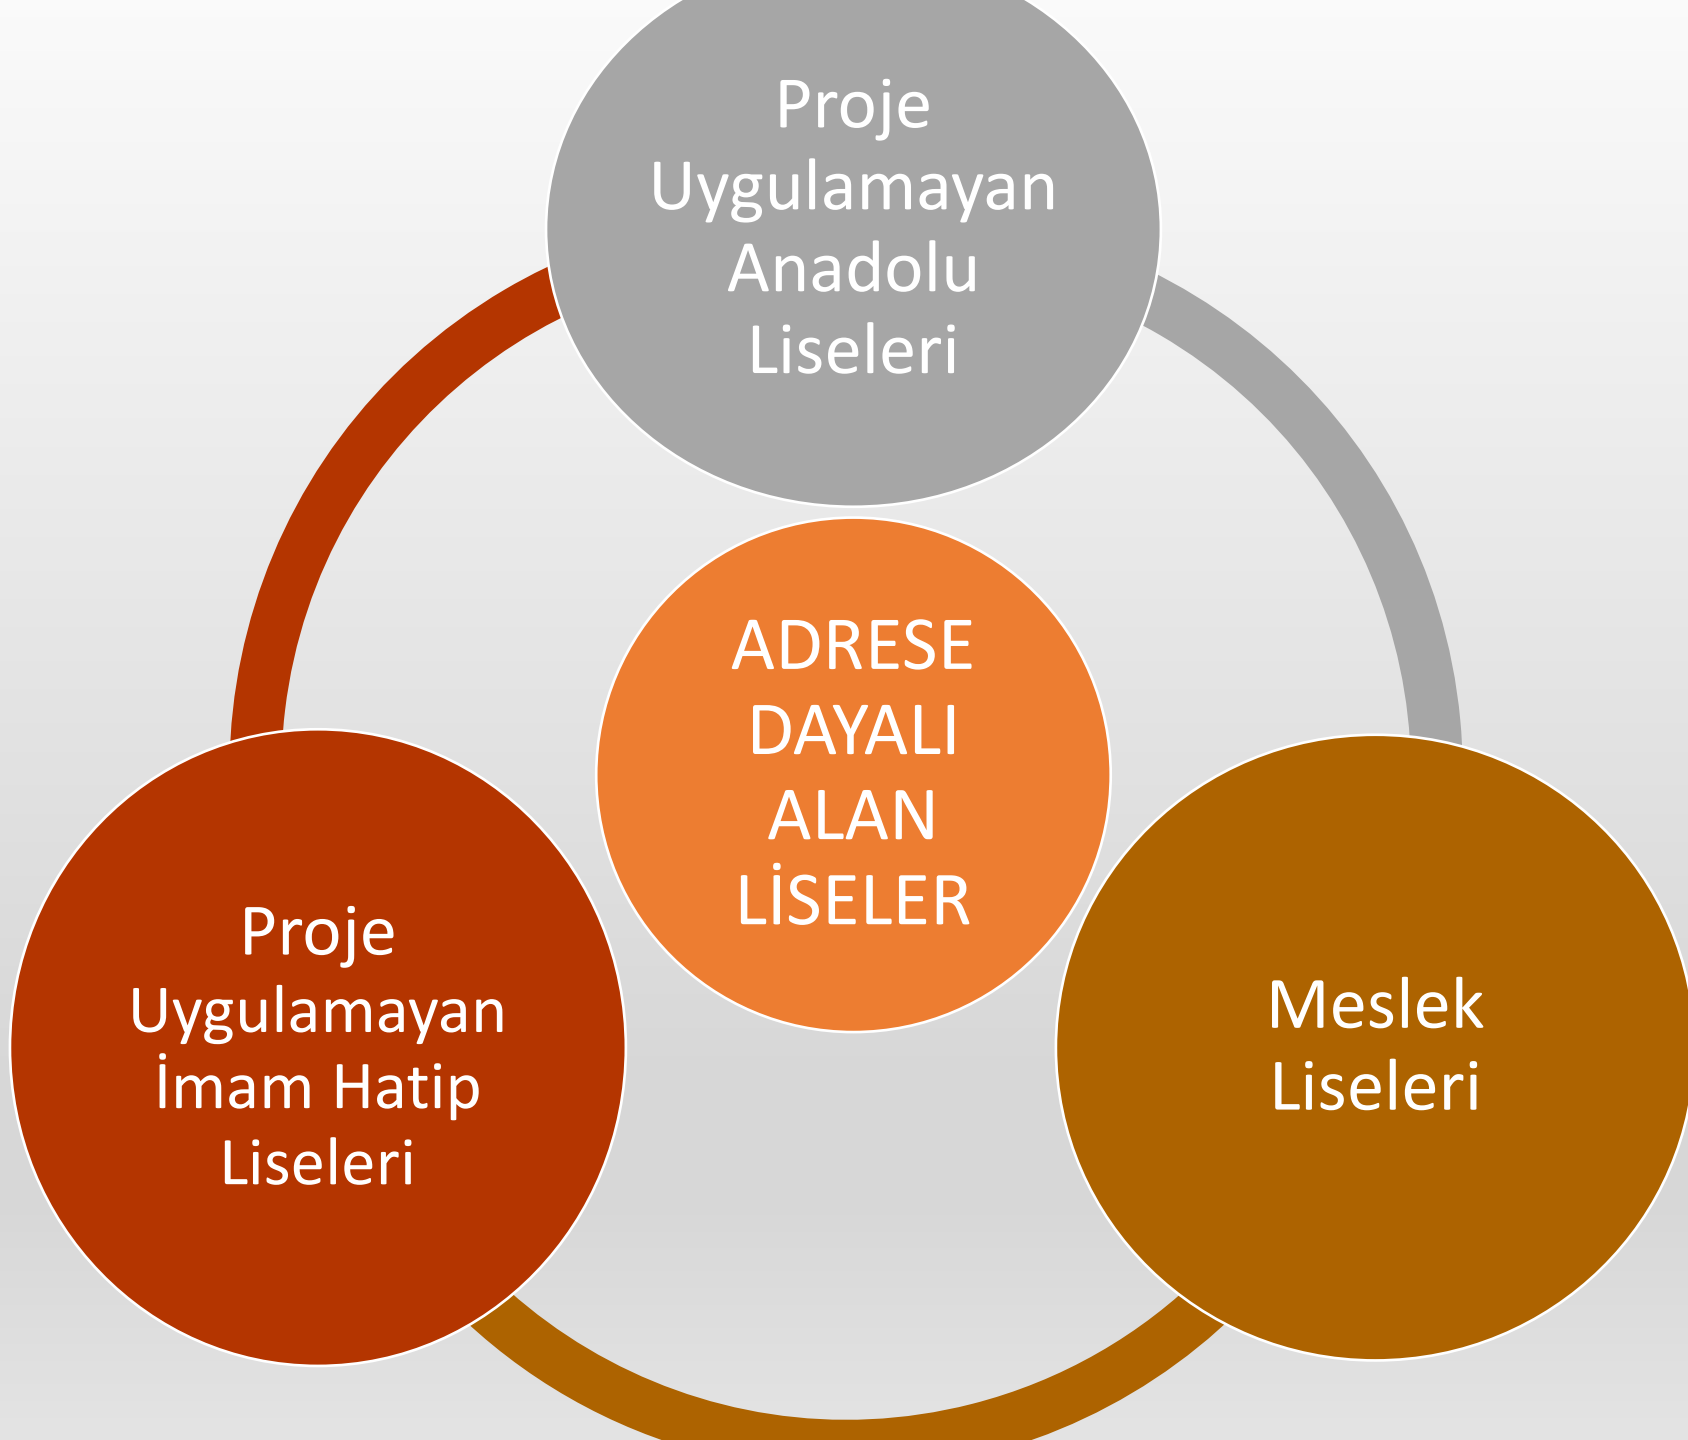 Proje
Uygulamayan
Anadolu
Liseleri
ADRESE
DAYALI
ALAN
LİSELER
Proje
Uygulamayan
İmam Hatip
Liseleri
Meslek
Liseleri